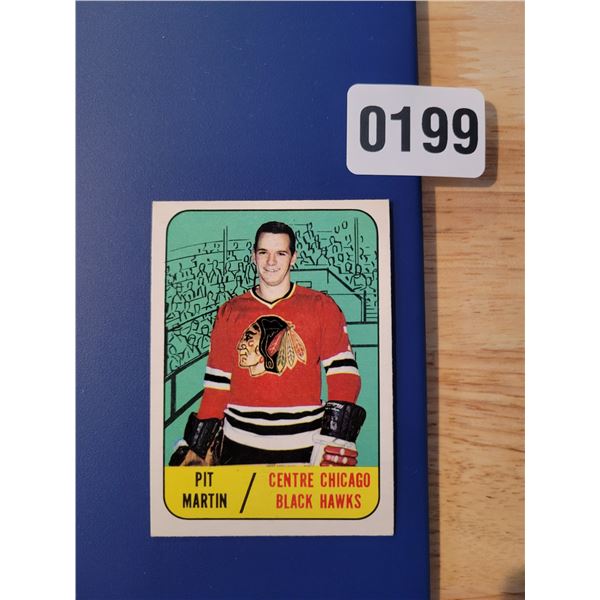 0199
PIT
MARTIN
/
CENTRE CHICAGO
BLACK HAWKS